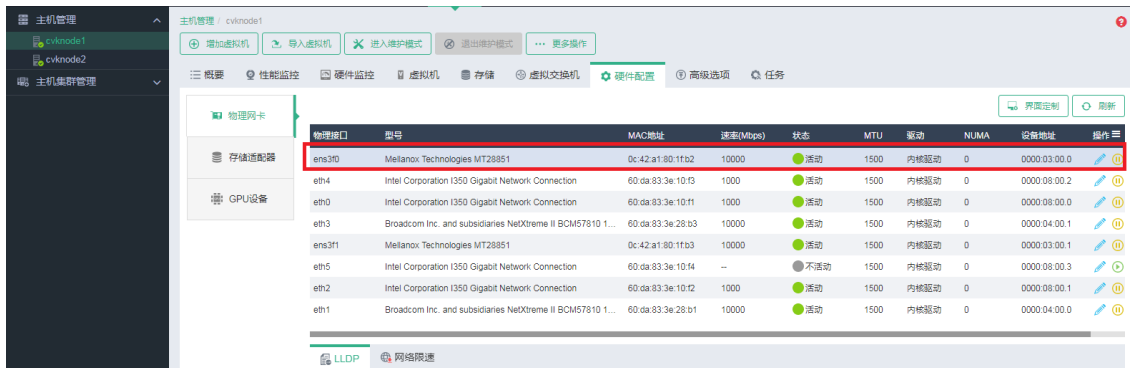 主机管理
cvknode1
cvknode2
主机集群管理
主机管理 / cvknode1
增加虚拟机 导入虚拟机 进入维护模式 退出维护模式 ••• 更多操作
概要 性能监控 硬件监控 虚拟机 存储 虚拟交换机 硬件配置 高级选项 任务
物理网卡
存储适配器
GPU设备
界面定制 刷新
物理接口 型号 MAC地址 速率(Mbps) 状态 MTU 驱动 NUMA 设备地址 操作
ens3f0 Mellanox Technologies MT28851 0c:42:a1:80:1f:b2 10000 活动 1500 内核驱动 0 0000:03:00.0
eth4 Intel Corporation I350 Gigabit Network Connection 60:da:83:3e:10:f3 1000 活动 1500 内核驱动 0 0000:08:00.2
eth0 Intel Corporation I350 Gigabit Network Connection 60:da:83:3e:10:f1 1000 活动 1500 内核驱动 0 0000:08:00.0
eth3 Broadcom Inc. and subsidiaries NetXtreme II BCM57810 1... 60:da:83:3e:28:b3 10000 活动 1500 内核驱动 0 0000:04:00.1
ens3f1 Mellanox Technologies MT28851 0c:42:a1:80:1f:b3 10000 活动 1500 内核驱动 0 0000:03:00.1
eth5 Intel Corporation I350 Gigabit Network Connection 60:da:83:3e:10:f4 -- 不活动 1500 内核驱动 0 0000:08:00.3
eth2 Intel Corporation I350 Gigabit Network Connection 60:da:83:3e:10:f2 1000 活动 1500 内核驱动 0 0000:08:00.1
eth1 Broadcom Inc. and subsidiaries NetXtreme II BCM57810 1... 60:da:83:3e:28:b1 10000 活动 1500 内核驱动 0 0000:04:00.0
LLDP 网络限速